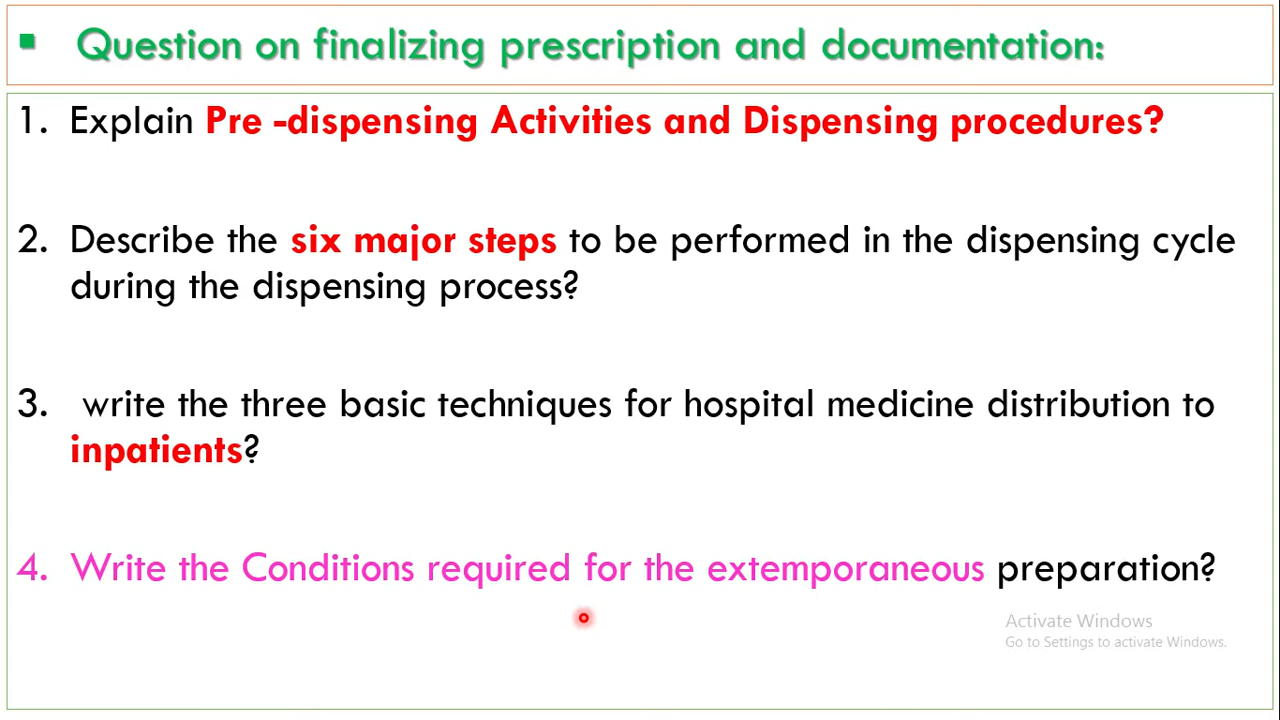 ▪ Question on finalizing prescription and documentation:
1. Explain Pre -dispensing Activities and Dispensing procedures?
2. Describe the six major steps to be performed in the dispensing cycle
during the dispensing process?
3. write the three basic techniques for hospital medicine distribution to
inpatients?
4. Write the Conditions required for the extemporaneous preparation?
Activate Windows
Go to Settings to activate Windows.